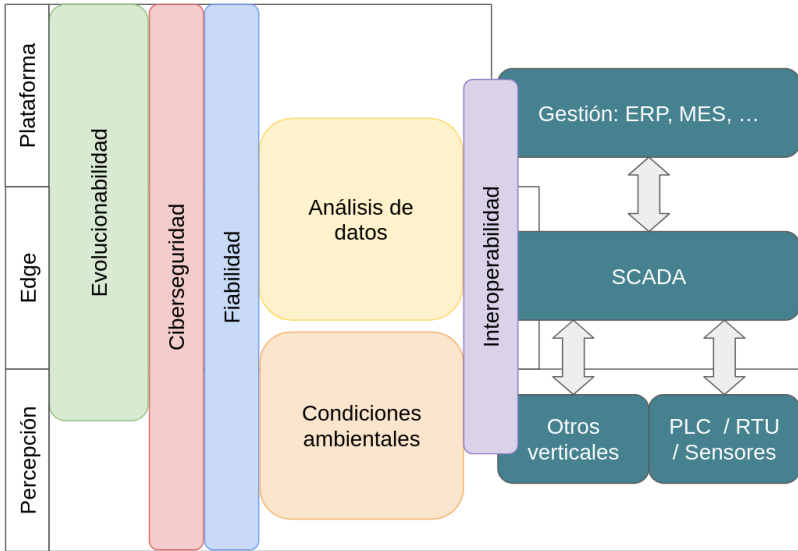 Plataforma
Edge
Percepción
Evolucionabilidad
Ciberseguridad
Fiabilidad
Análisis de
datos
Condiciones
ambientales
Interoperabilidad
Gestión: ERP, MES, ...
SCADA
Otros
verticales
PLC / RTU
/ Sensores